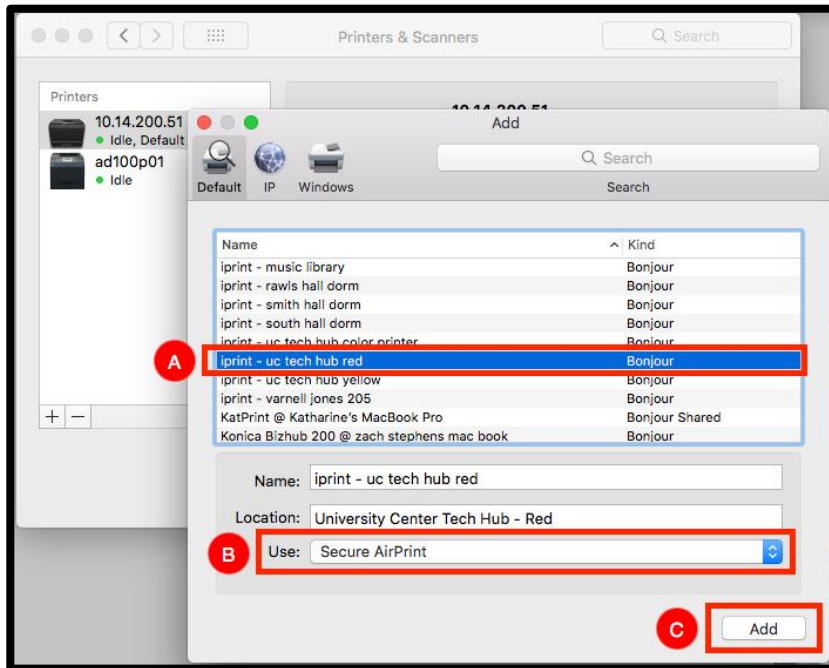 Printers & Scanners
Search
Printers
10.14.200.51
Idle, Default
ad100p01
Idle
10.14.200.51
Add
Default
IP
Windows
Search
Search
Name
Kind
iprint - music library Bonjour
iprint - rawls hall dorm Bonjour
iprint - smith hall dorm Bonjour
iprint - south hall dorm Bonjour
iprint - uc tech hub color printer Bonjour
A
iprint - uc tech hub red Bonjour
iprint - uc tech hub yellow Bonjour
iprint - varnell jones 205 Bonjour
KatPrint @ Katharine's MacBook Pro Bonjour Shared
Konica Bizhub 200 @ zach stephens mac book Bonjour
Name: iprint - uc tech hub red
Location: University Center Tech Hub - Red
B
Use: Secure AirPrint
C
Add